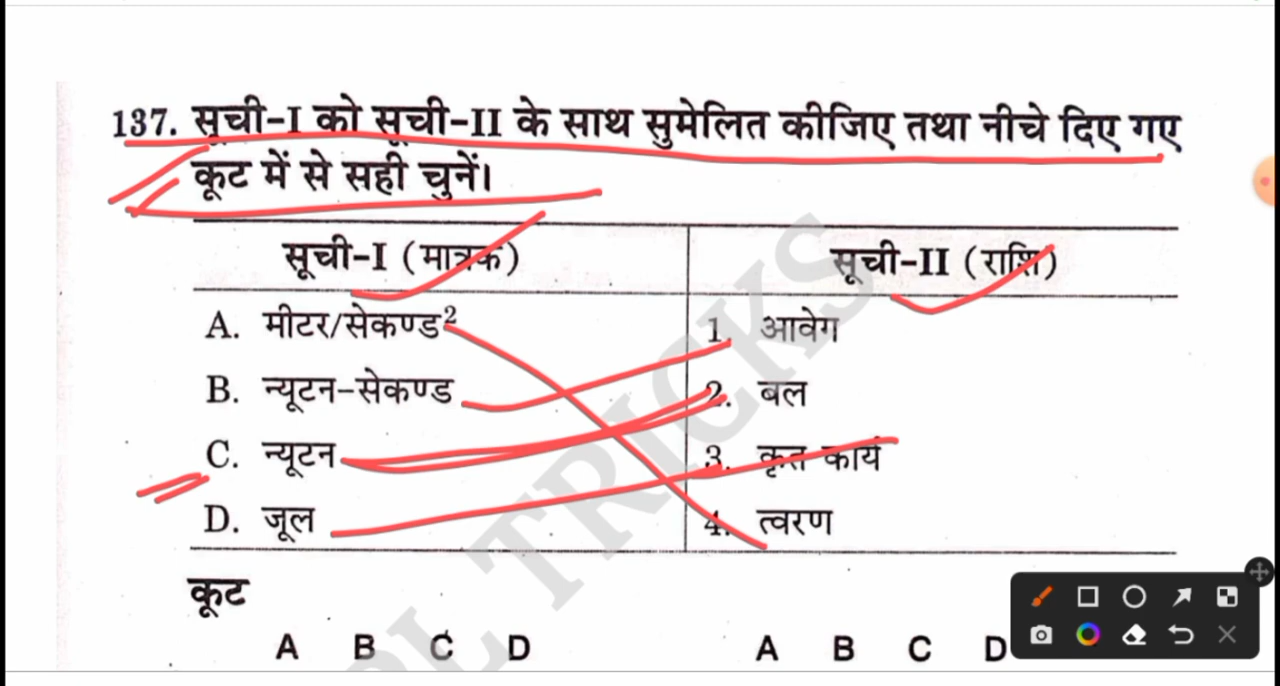 137. सूची-I को सूची-II के साथ सुमेलित कीजिए तथा नीचे दिए गए
कूट में से सही चुनें।
सूची-I (मात्रक) सूची-II (राशि)
A. मीटर/सेकण्ड² 1. आवेग
B. न्यूटन-सेकण्ड 2. बल
C. न्यूटन 3. कृत कार्य
D. जूल 4. त्वरण
कूट
A B C D A B C D
TRICKS